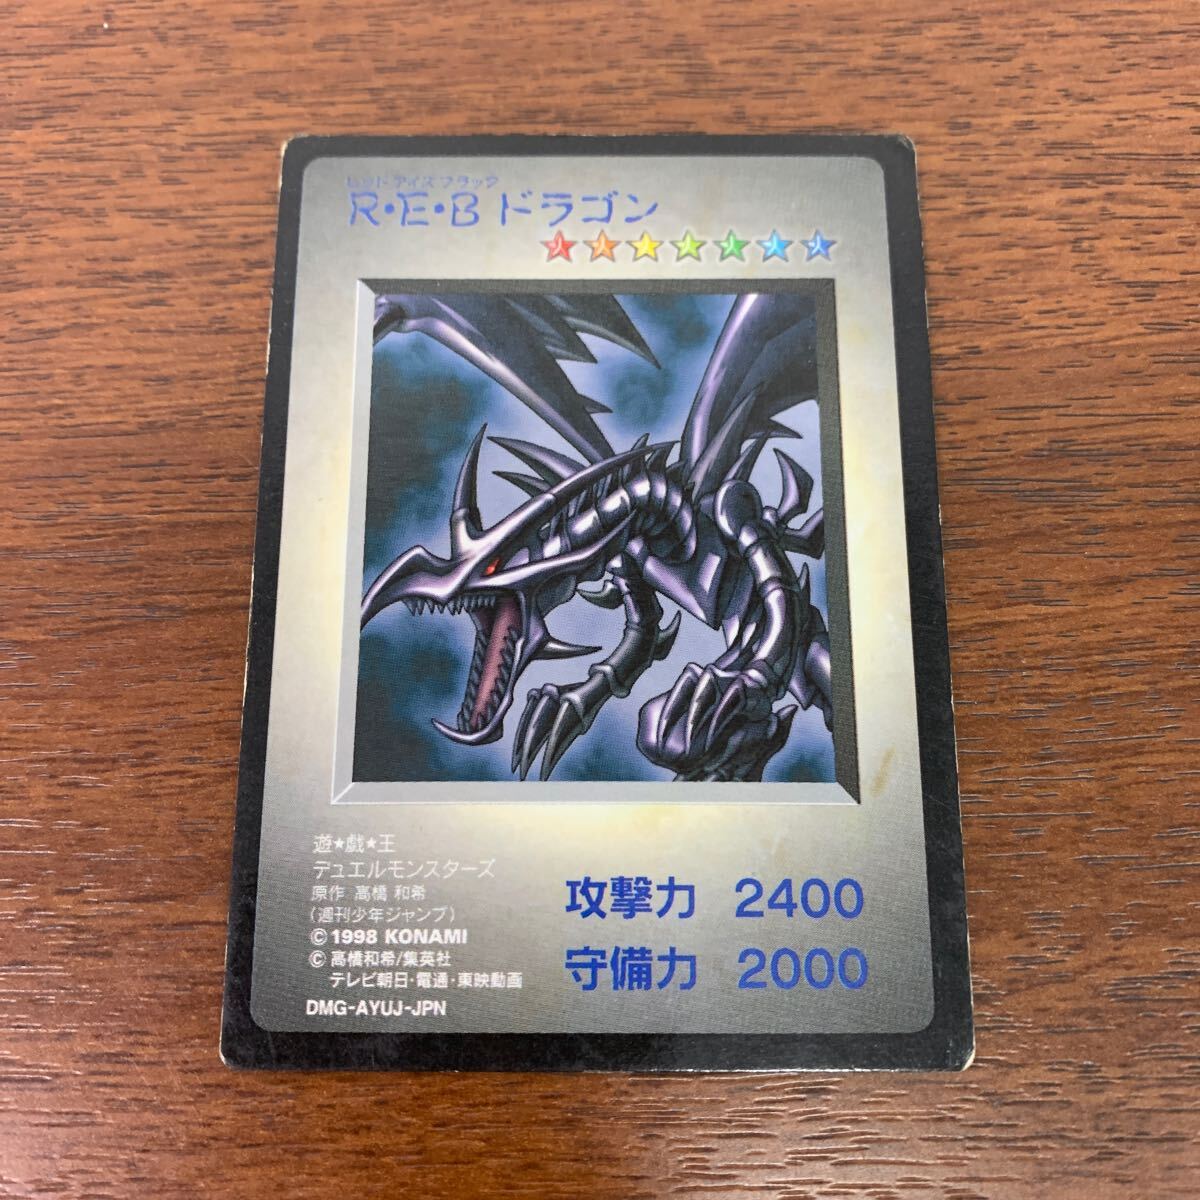 レッドアイズブラック
R・E・B ドラゴン
遊★戯★王
デュエルモンスターズ
原作 高橋 和希
(週刊少年ジャンプ)
© 1998 KONAMI
© 高橋和希/集英社
テレビ朝日・電通・東映動画
DMG-AYUJ-JPN
攻撃力 2400
守備力 2000